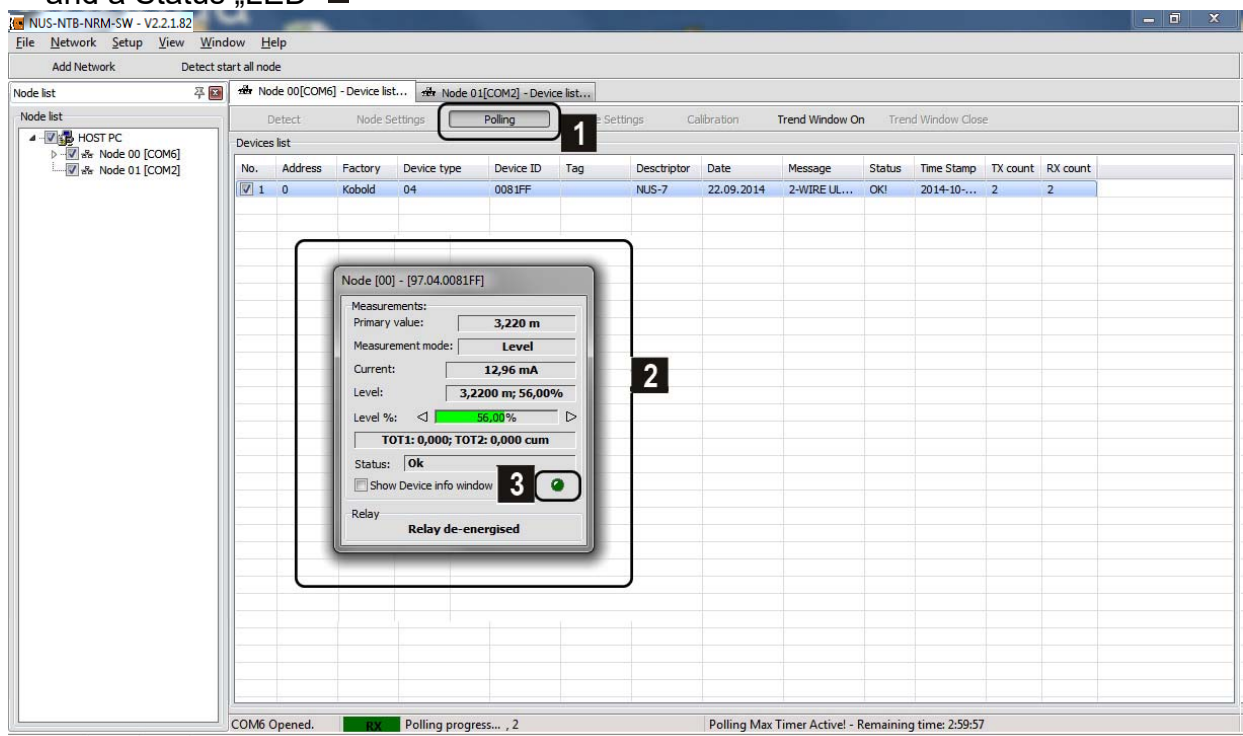 and a Status „LED"
NUS-NTB-NRM-SW - V2.2.1.82
File Network Setup View Window Help
Add Network Detect start all node
Node list
Node 00[COM6] - Device list... Node 01[COM2] - Device list...
Node list
Detect Node Settings Polling 1 Settings Calibration Trend Window On Trend Window Close
HOST PC
Node 00 [COM6]
Node 01 [COM2]
Devices list
No. Address Factory Device type Device ID Tag Desctriptor Date Message Status Time Stamp TX count RX count
1 0 Kobold 04 0081FF NUS-7 22.09.2014 2-WIRE UL... OK! 2014-10-... 2 2
Node [00] - [97.04.0081FF]
Measurements:
Primary value: 3,220 m
Measurement mode: Level
Current: 12,96 mA
2
Level: 3,2200 m; 56,00%
Level %: 56,00%
TOT1: 0,000; TOT2: 0,000 cum
Status: Ok
Show Device info window 3
Relay
Relay de-energised
COM6 Opened. RX Polling progress... , 2 Polling Max Timer Active! - Remaining time: 2:59:57